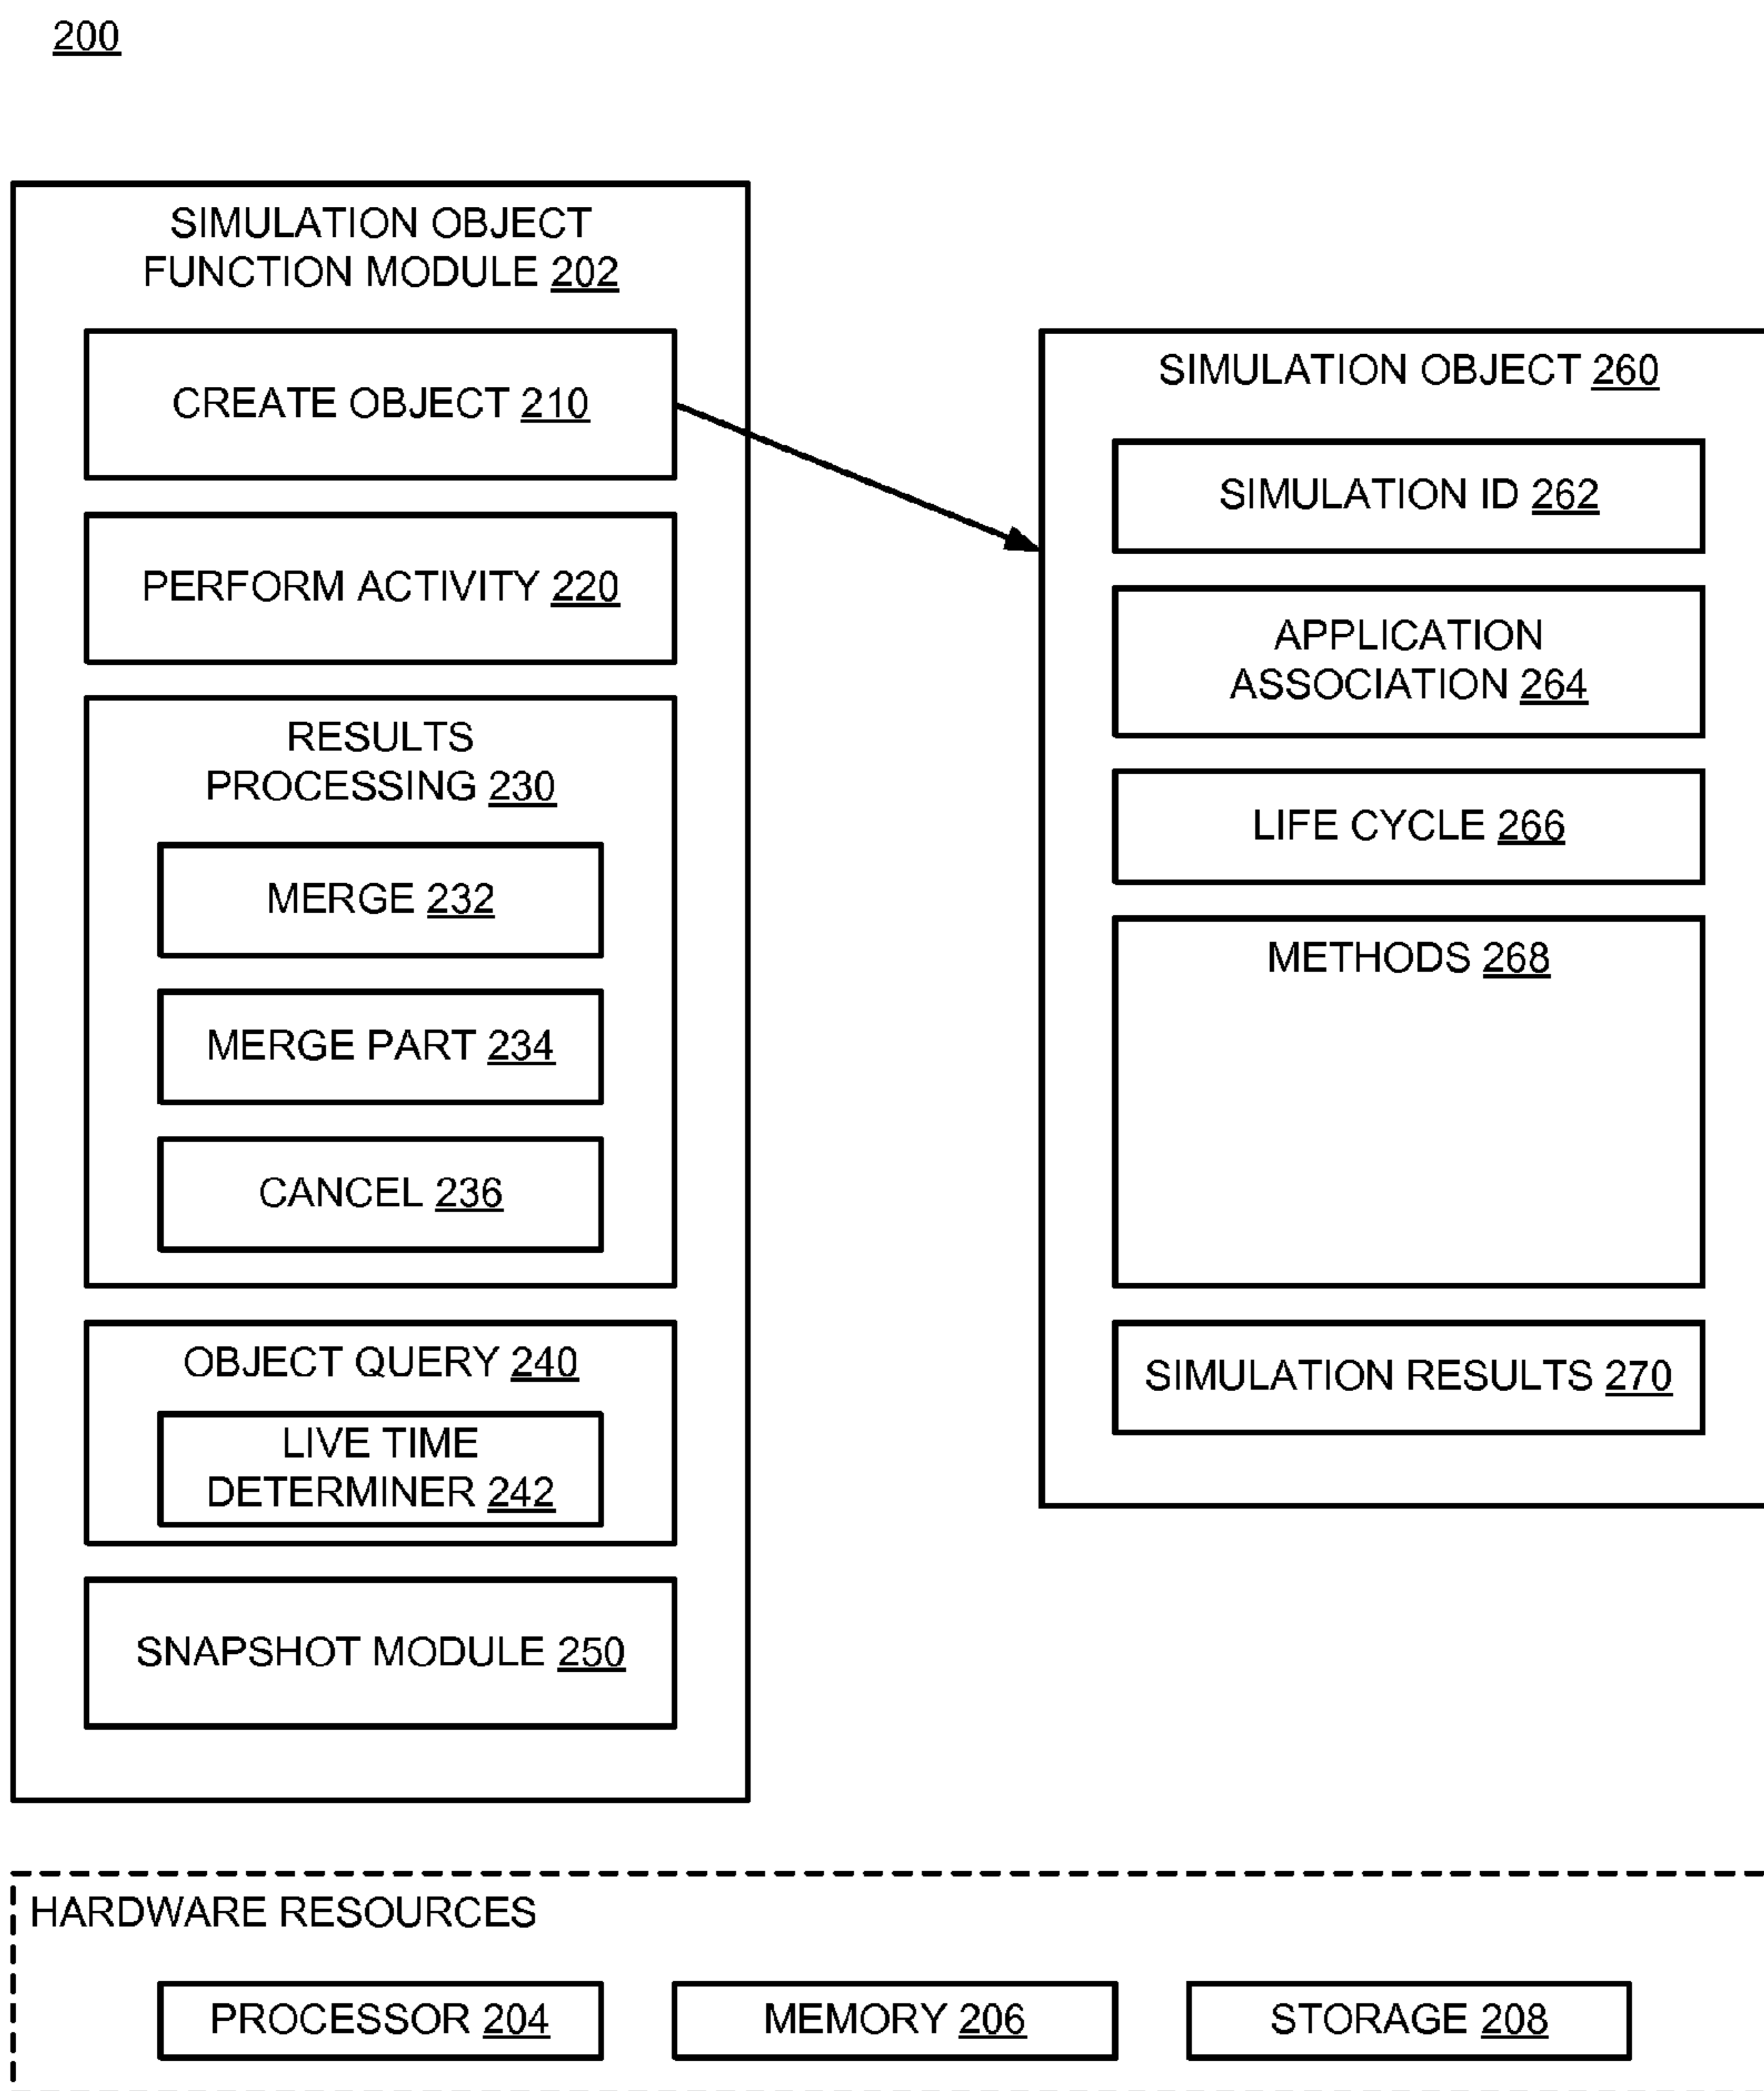 200
SIMULATION OBJECT
FUNCTION MODULE 202
CREATE OBJECT 210
PERFORM ACTIVITY 220
RESULTS
PROCESSING 230
MERGE 232
MERGE PART 234
CANCEL 236
OBJECT QUERY 240
LIVE TIME
DETERMINER 242
SNAPSHOT MODULE 250
SIMULATION OBJECT 260
SIMULATION ID 262
APPLICATION
ASSOCIATION 264
LIFE CYCLE 266
METHODS 268
SIMULATION RESULTS 270
HARDWARE RESOURCES
PROCESSOR 204
MEMORY 206
STORAGE 208